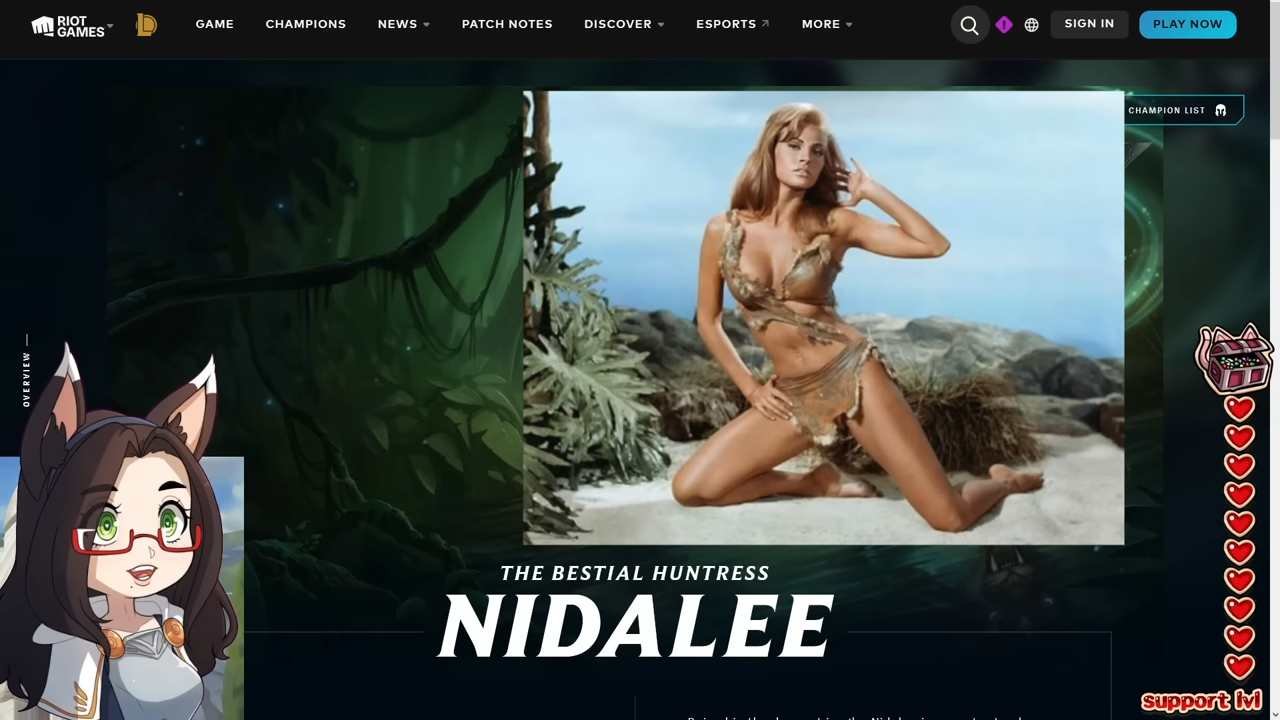 RIOT GAMES
GAME CHAMPIONS NEWS PATCH NOTES DISCOVER ESPORTS MORE SIGN IN PLAY NOW
CHAMPION LIST
OVERVIEW
THE BESTIAL HUNTRESS
NIDALEE
support lvl